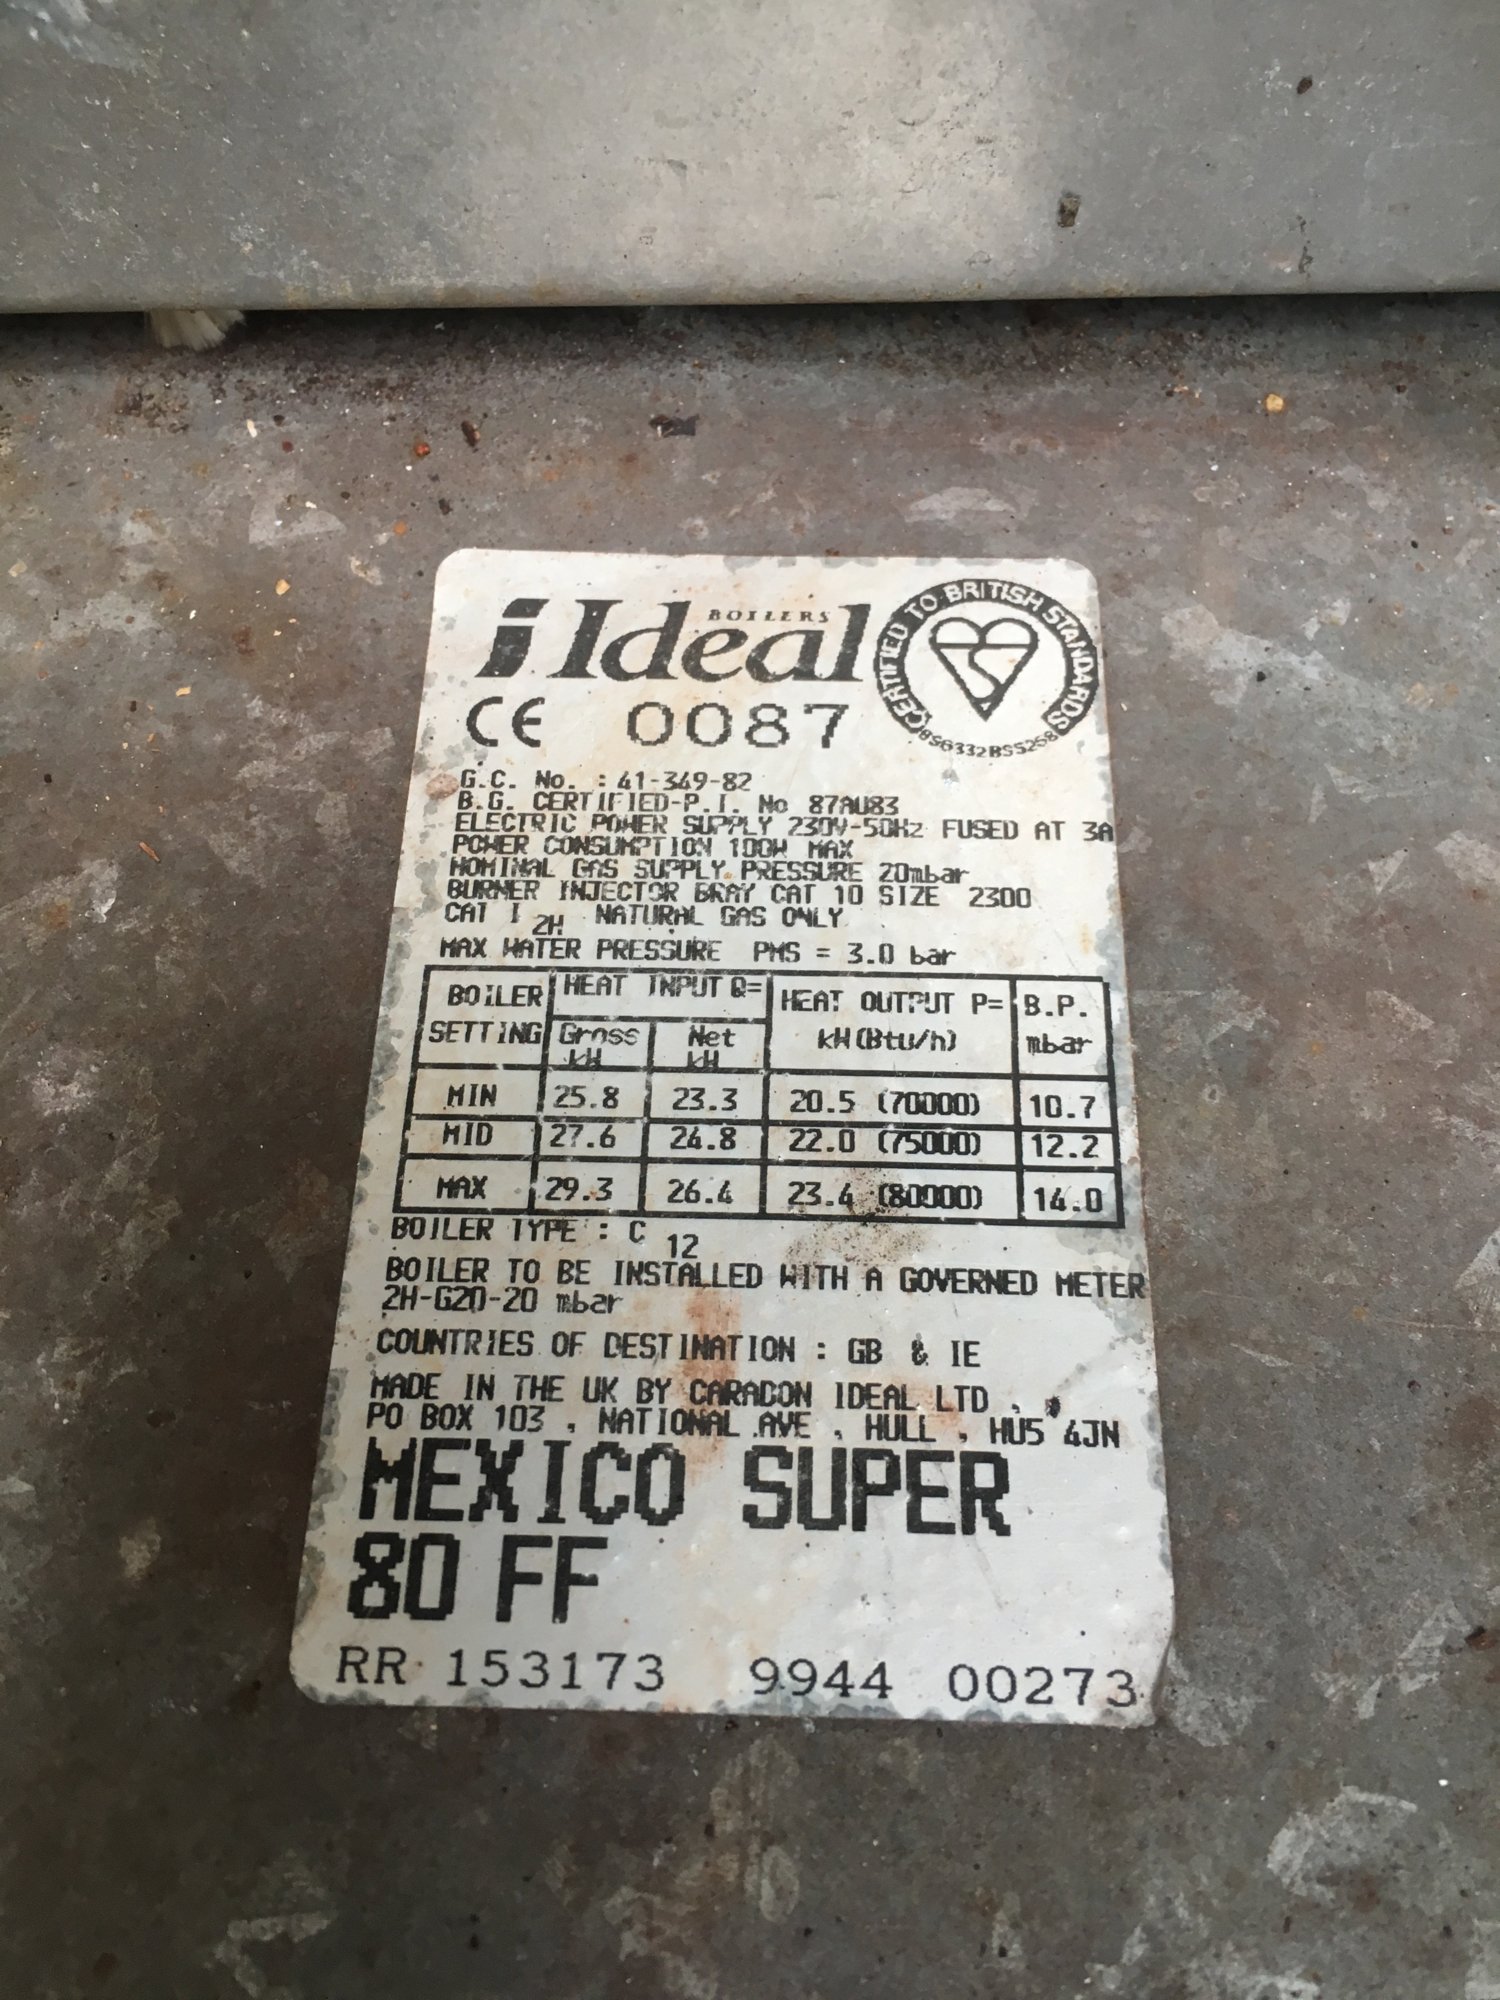 i Ideal BOILERS
CERTIFIED TO BRITISH STANDARDS
BS6332 BS5258
CE 0087
G.C. No. : 41-349-82
B.G. CERTIFIED-P.I. No 87AU83
ELECTRIC POWER SUPPLY 230V-50Hz FUSED AT 3A
POWER CONSUMPTION 100W MAX
NOMINAL GAS SUPPLY PRESSURE 20mbar
BURNER INJECTOR BRAY CAT 10 SIZE 2300
CAT I 2H NATURAL GAS ONLY
MAX WATER PRESSURE PMS = 3.0 bar
BOILER SETTING HEAT INPUT Q= HEAT OUTPUT P= B.P.
Gross kW Net kW kW(Btu/h) mbar
MIN 25.8 23.3 20.5 (70000) 10.7
MID 27.6 24.8 22.0 (75000) 12.2
MAX 29.3 26.4 23.4 (80000) 14.0
BOILER TYPE : C 12
BOILER TO BE INSTALLED WITH A GOVERNED METER
2H-G20-20 mbar
COUNTRIES OF DESTINATION : GB & IE
MADE IN THE UK BY CARADON IDEAL LTD ,
PO BOX 103 , NATIONAL AVE , HULL , HU5 4JN
MEXICO SUPER
80 FF
RR 153173 9944 00273